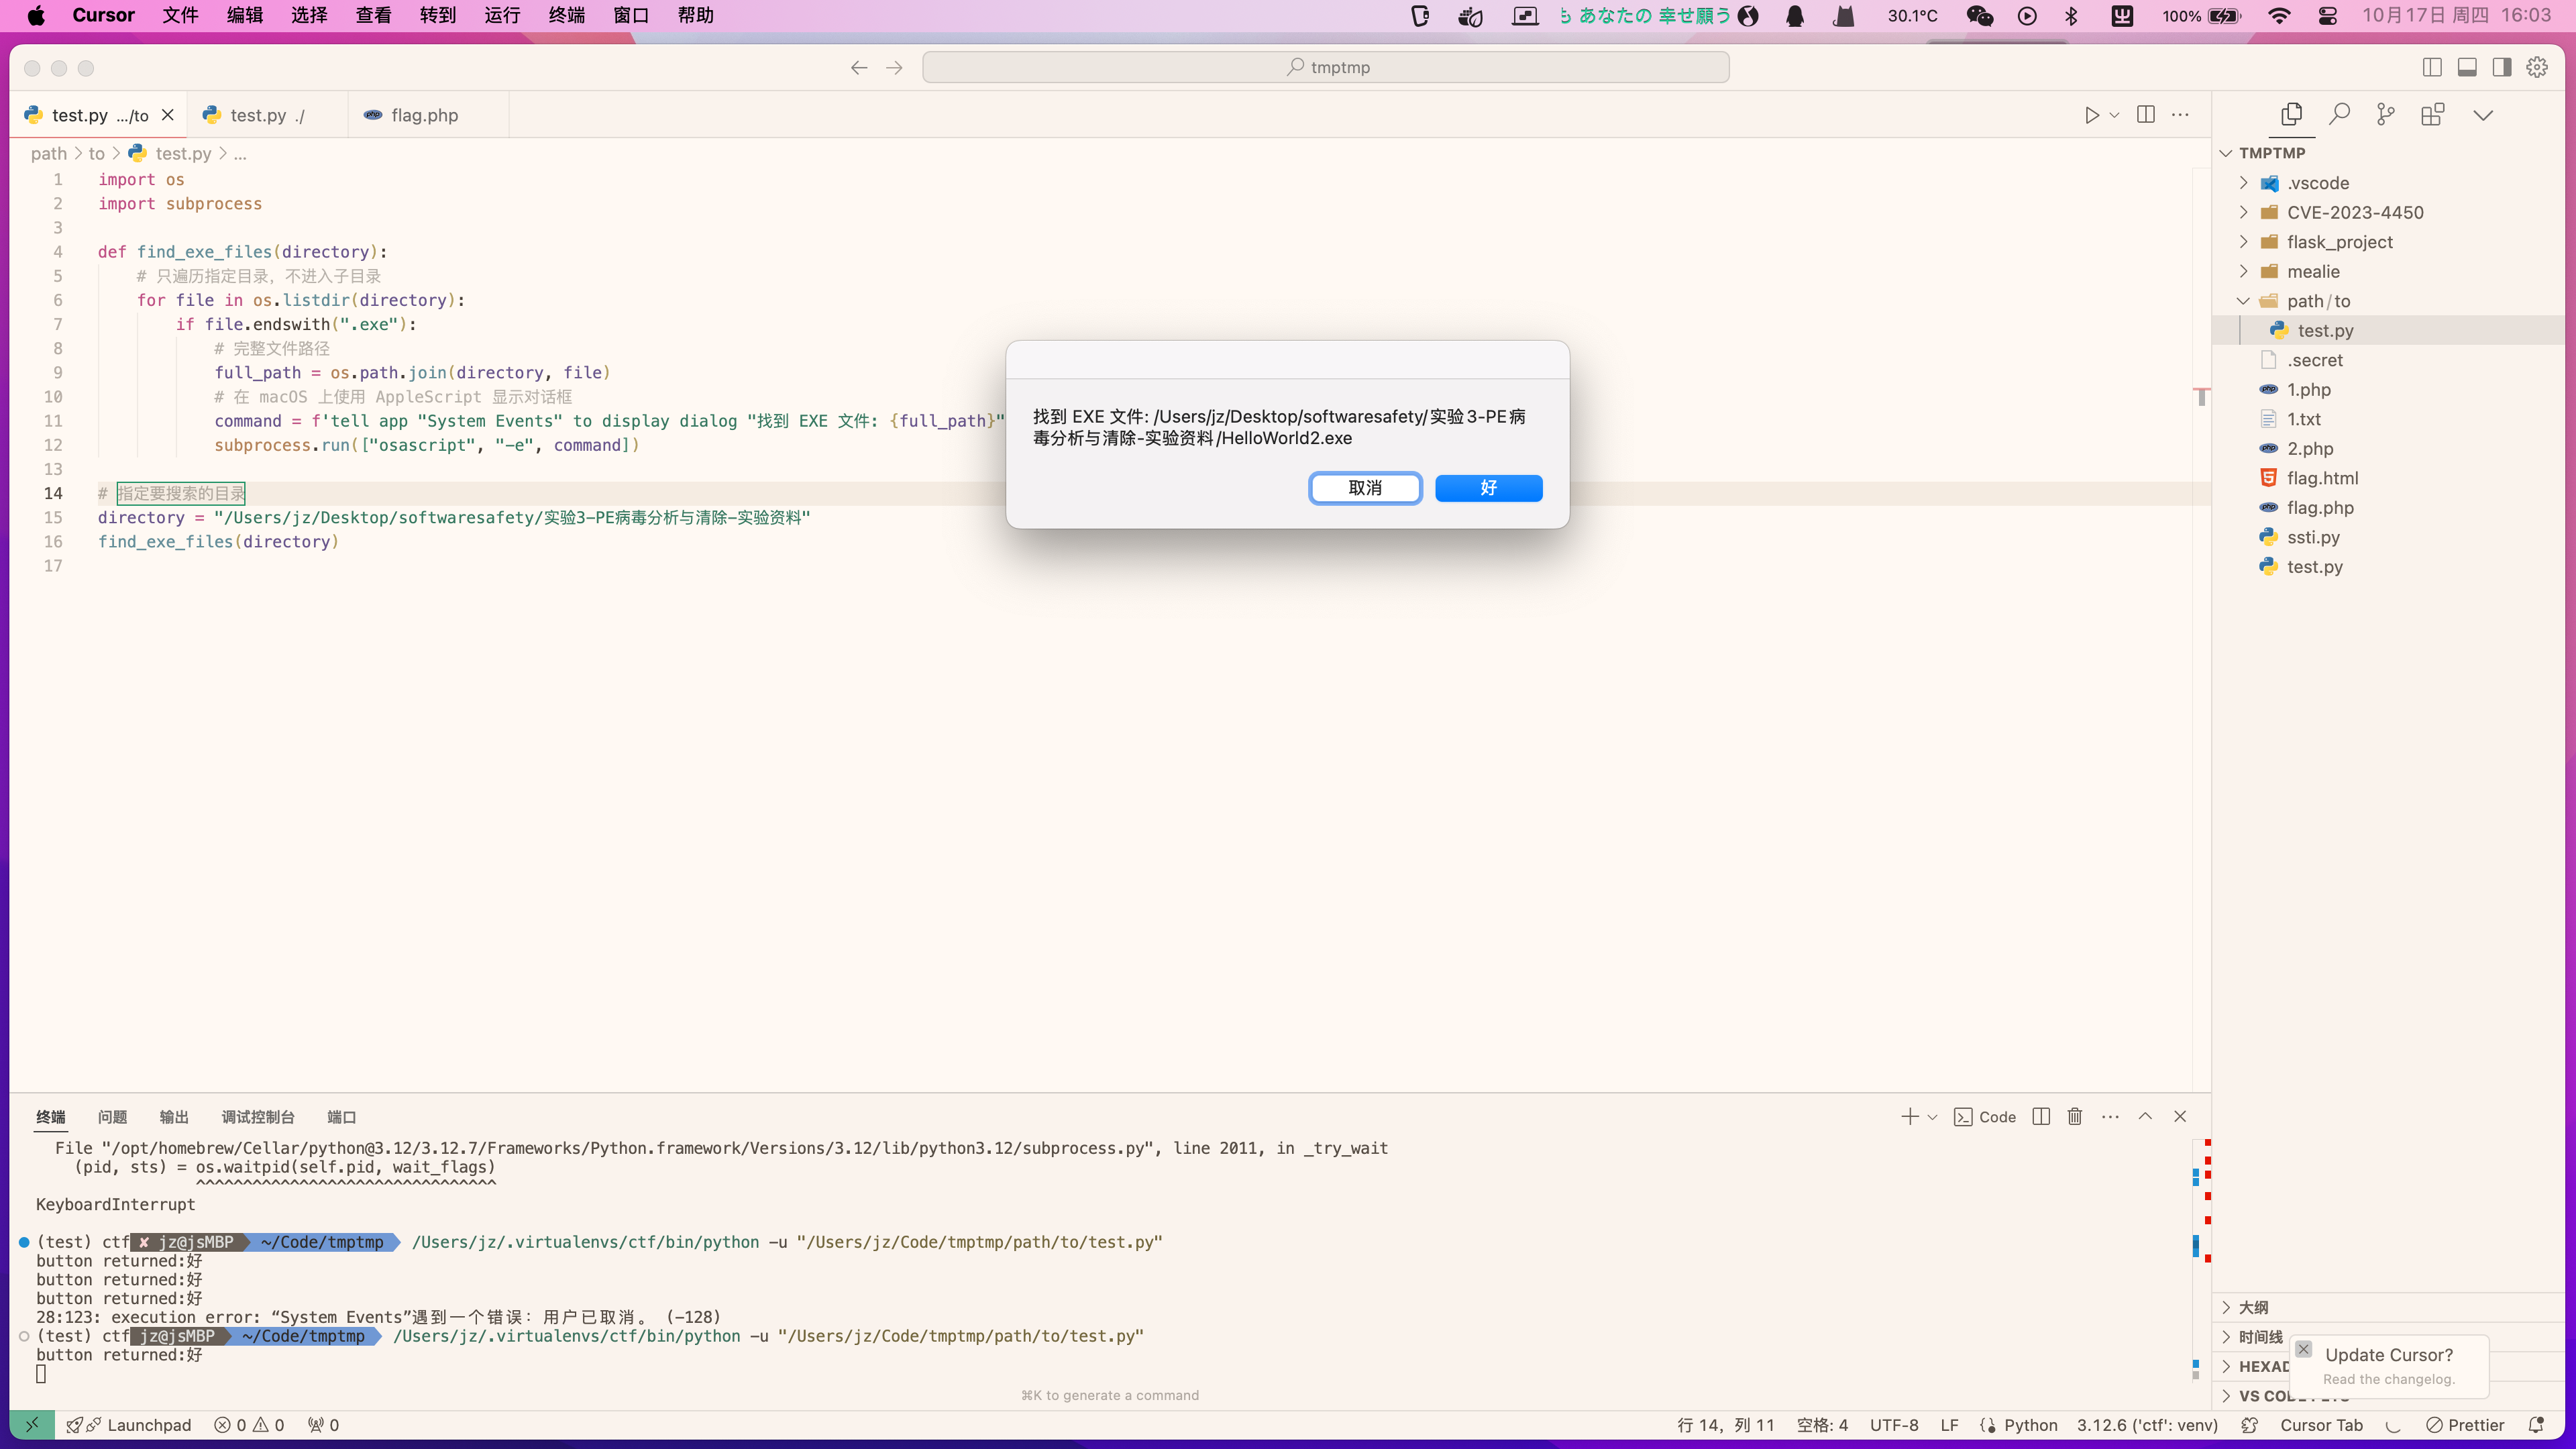 Cursor 文件 编辑 选择 查看 转到 运行 终端 窗口 帮助 も あなたの 幸せ願う 30.1°C 100% 10月17日 周四 16:03
tmptmp
test.py .../to test.py ./ flag.php
path > to > test.py > ...
1 import os
2 import subprocess
3
4 def find_exe_files(directory):
5 # 只遍历指定目录，不进入子目录
6 for file in os.listdir(directory):
7 if file.endswith(".exe"):
8 # 完整文件路径
9 full_path = os.path.join(directory, file)
10 # 在 macOS 上使用 AppleScript 显示对话框
11 command = f'tell app "System Events" to display dialog "找到 EXE 文件: {full_path}"
12 subprocess.run(["osascript", "-e", command])
13
14 # 指定要搜索的目录
15 directory = "/Users/jz/Desktop/softwaresafety/实验3-PE病毒分析与清除-实验资料"
16 find_exe_files(directory)
17
找到 EXE 文件: /Users/jz/Desktop/softwaresafety/实验3-PE病
毒分析与清除-实验资料/HelloWorld2.exe
取消 好
TMPTMP
.vscode
CVE-2023-4450
flask_project
mealie
path/to
test.py
.secret
1.php
1.txt
2.php
flag.html
flag.php
ssti.py
test.py
大纲
时间线
HEXAD
VS COD
Update Cursor?
Read the changelog.
终端 问题 输出 调试控制台 端口 Code
File "/opt/homebrew/Cellar/python@3.12/3.12.7/Frameworks/Python.framework/Versions/3.12/lib/python3.12/subprocess.py", line 2011, in _try_wait
(pid, sts) = os.waitpid(self.pid, wait_flags)
^^^^^^^^^^^^^^^^^^^^^^^^^^^^^^^^
KeyboardInterrupt
(test) ctf ✘ jz@jsMBP ~/Code/tmptmp /Users/jz/.virtualenvs/ctf/bin/python -u "/Users/jz/Code/tmptmp/path/to/test.py"
button returned:好
button returned:好
button returned:好
28:123: execution error: “System Events”遇到一个错误：用户已取消。 (-128)
(test) ctf jz@jsMBP ~/Code/tmptmp /Users/jz/.virtualenvs/ctf/bin/python -u "/Users/jz/Code/tmptmp/path/to/test.py"
button returned:好
⌘K to generate a command
Launchpad 0 0 0 行 14，列 11 空格: 4 UTF-8 LF Python 3.12.6 ('ctf': venv) Cursor Tab Prettier